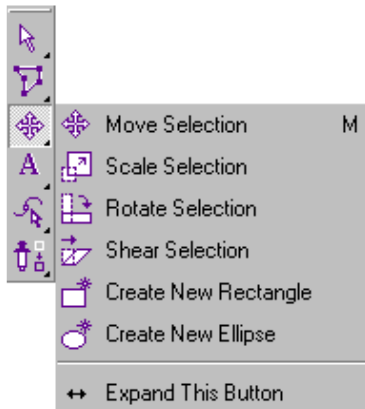 Move Selection M
Scale Selection
Rotate Selection
Shear Selection
A
Create New Rectangle
Create New Ellipse
Expand This Button